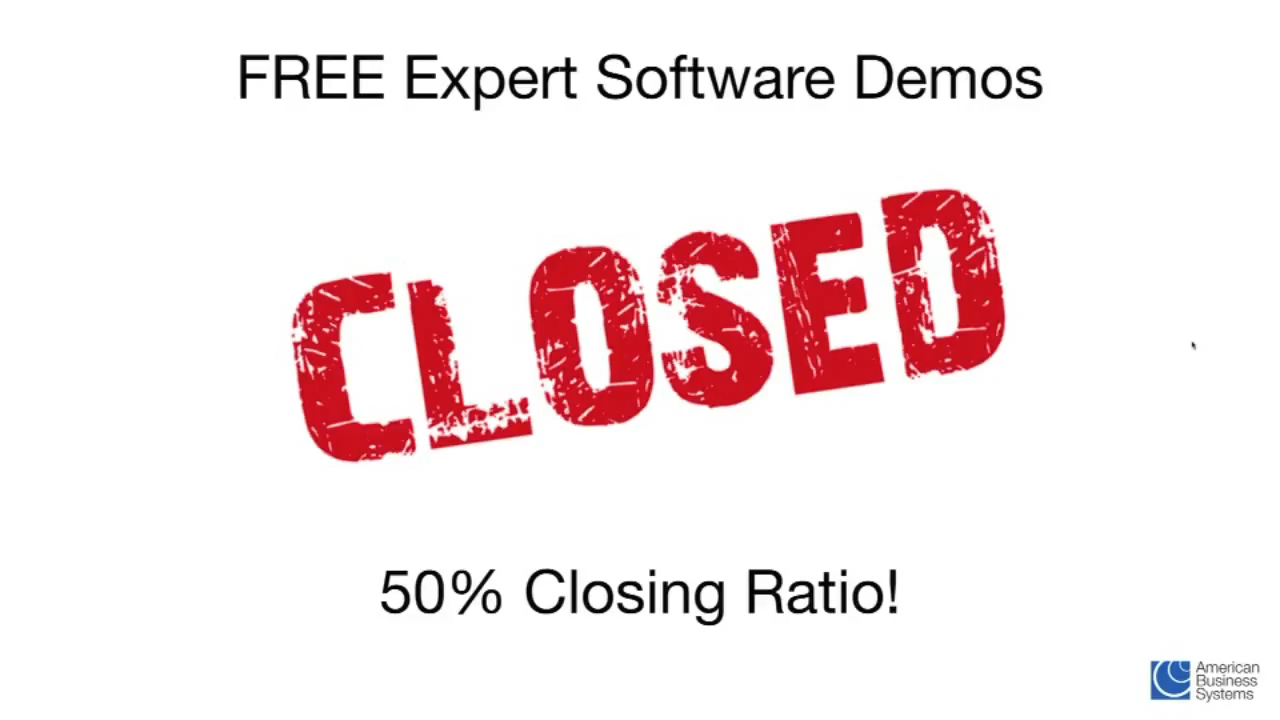 FREE Expert Software Demos
CLOSED
50% Closing Ratio!
American
Business
Systems